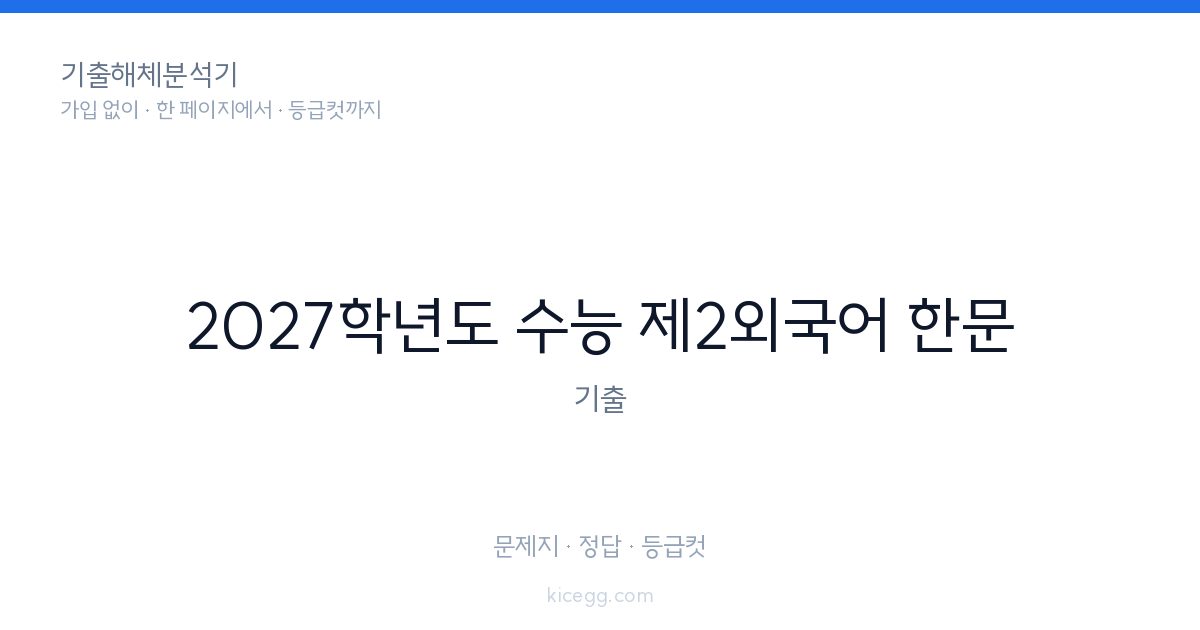 기출해체분석기
가입 없이 · 한 페이지에서 · 등급컷까지
2027학년도 수능 제2외국어 한문
기출
문제지 · 정답 · 등급컷
kicegg.com